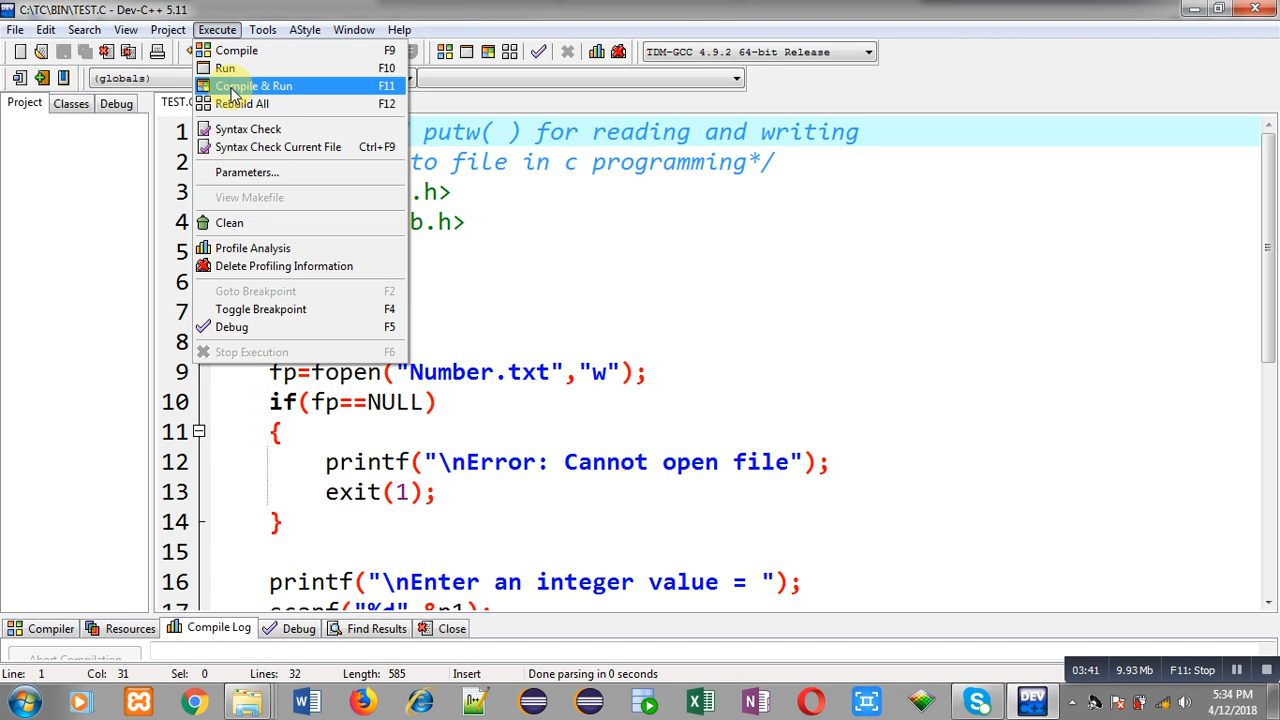 C:\TC\BIN\TEST.C - Dev-C++ 5.11
File Edit Search View Project Execute Tools AStyle Window Help
TDM-GCC 4.9.2 64-bit Release
(globals)
Project Classes Debug
Compile F9
Run F10
Compile & Run F11
Rebuild All F12
Syntax Check
Syntax Check Current File Ctrl+F9
Parameters...
View Makefile
Clean
Profile Analysis
Delete Profiling Information
Goto Breakpoint F2
Toggle Breakpoint F4
Debug F5
Stop Execution F6
1 putw( ) for reading and writing
2 to file in c programming*/
3 .h>
4 b.h>
5
6
7
8
9 fp=fopen("Number.txt","w");
10 if(fp==NULL)
11 {
12 printf("\nError: Cannot open file");
13 exit(1);
14 }
15
16 printf("\nEnter an integer value = ");
17 scanf("%d",&n1);
Compiler Resources Compile Log Debug Find Results Close
Abort Compilation
Line: 1 Col: 31 Sel: 0 Lines: 32 Length: 585 Insert Done parsing in 0 seconds
03:41 9.93 Mb F11: Stop
DEV
5:34 PM
4/12/2018